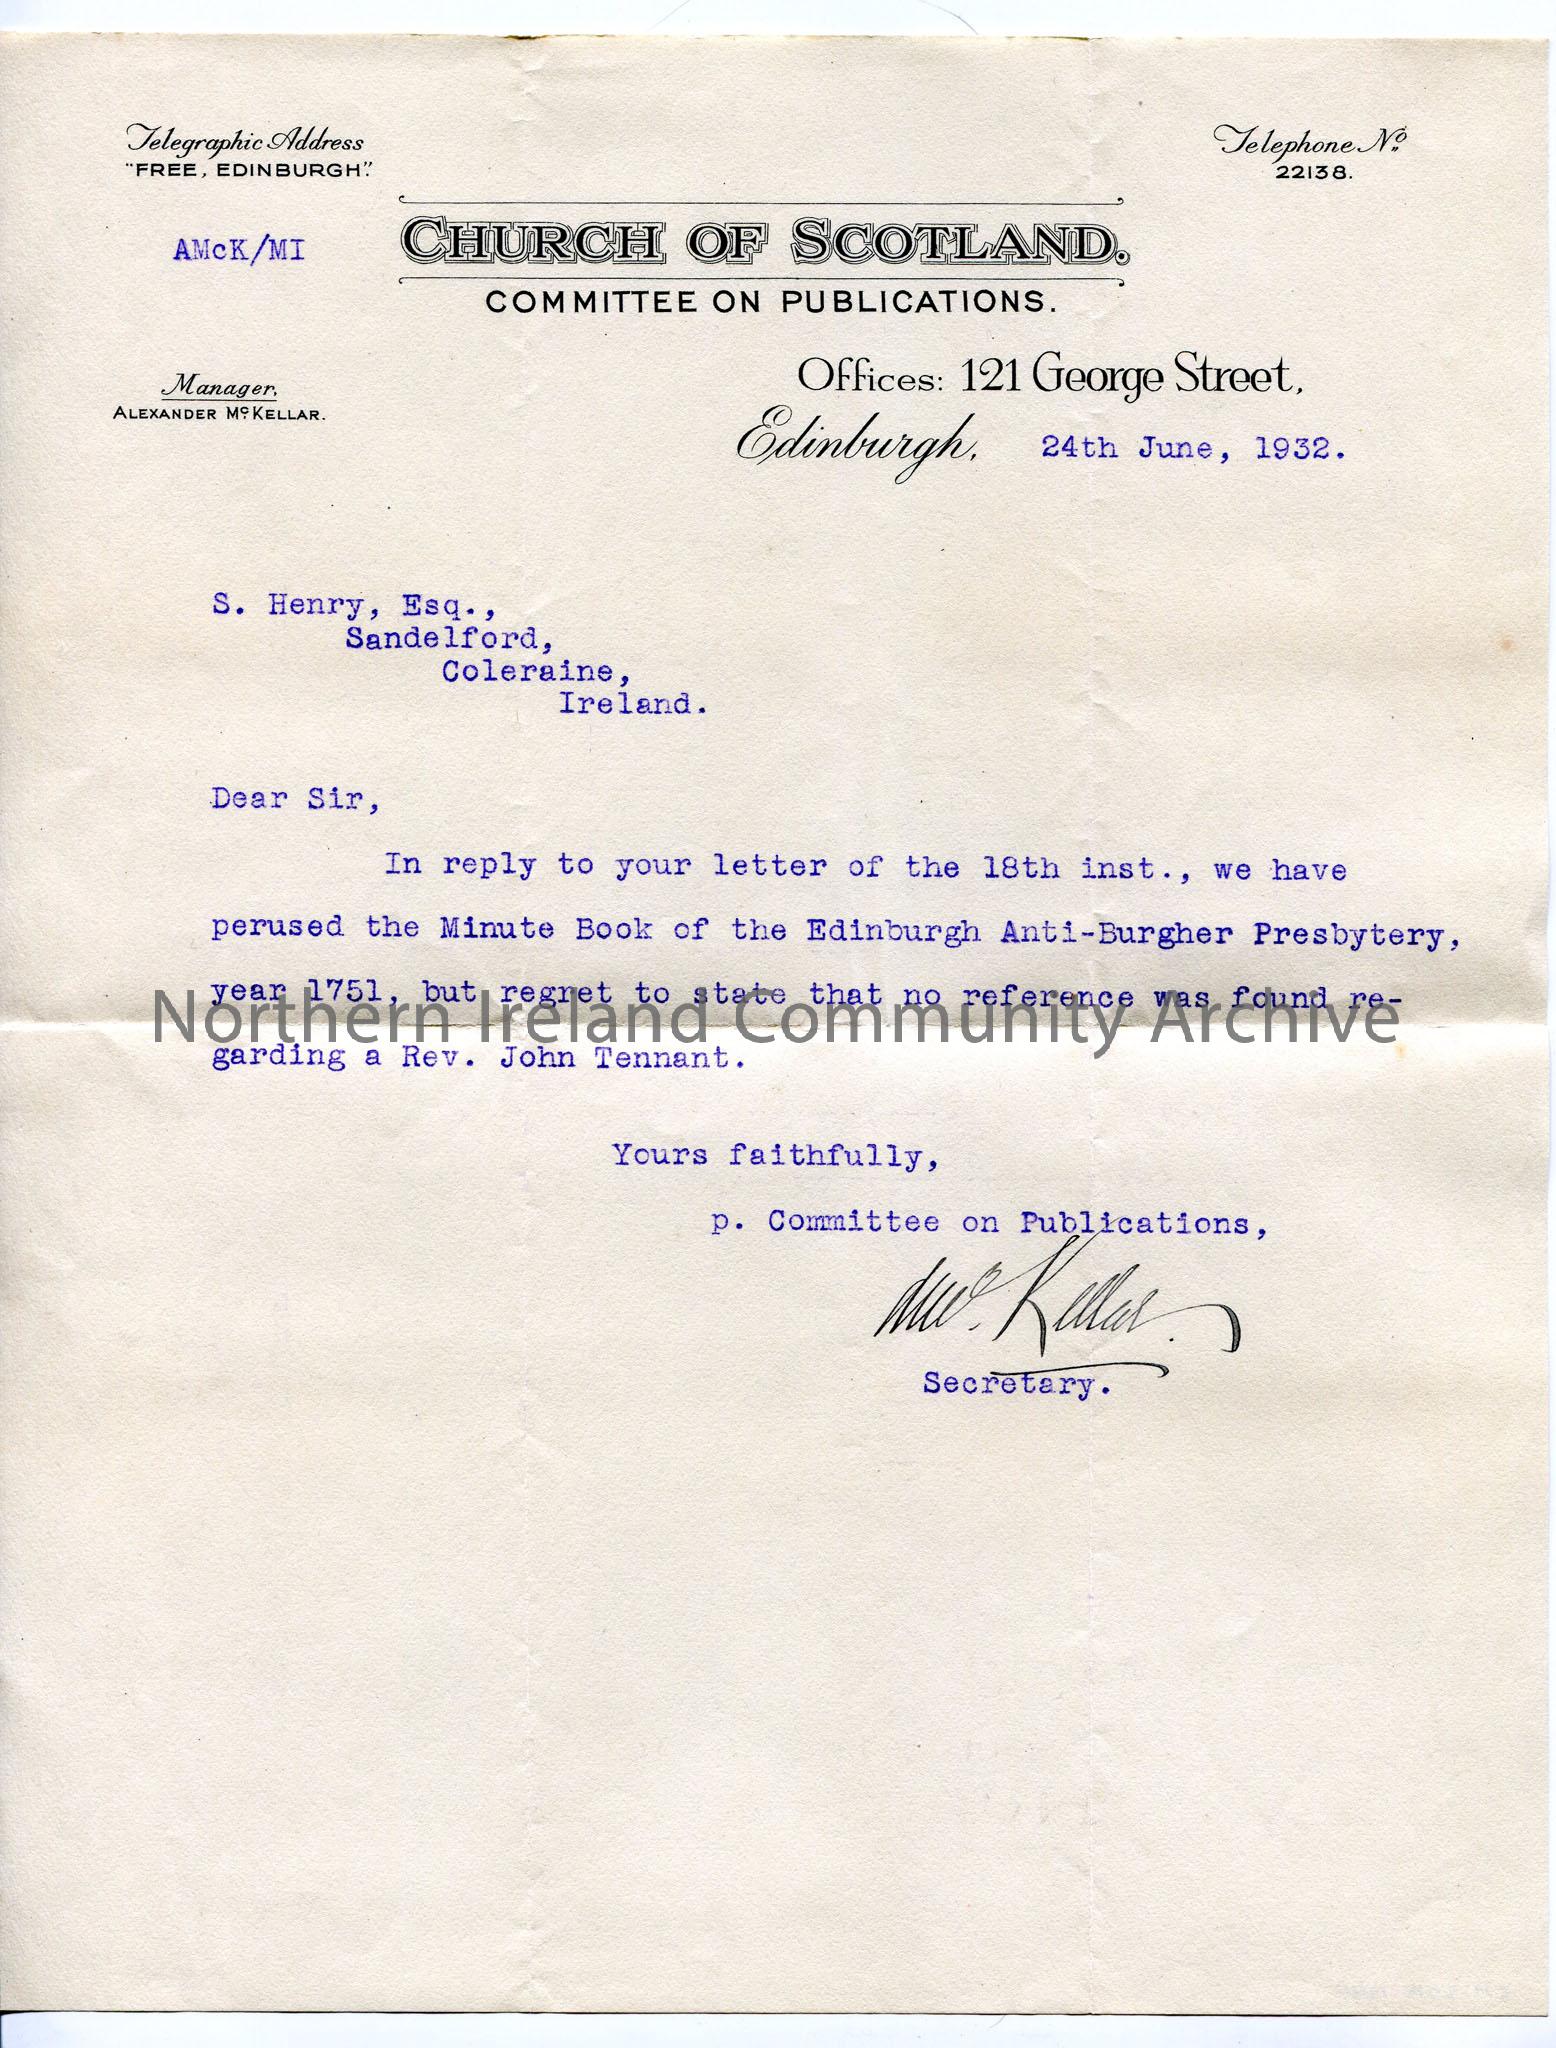 Telegraphic Address
"FREE, EDINBURGH."
Telephone No
22138.
AMcK/MI
CHURCH OF SCOTLAND.
COMMITTEE ON PUBLICATIONS.
Manager,
ALEXANDER McKELLAR.
Offices: 121 George Street,
Edinburgh, 24th June, 1932.
S. Henry, Esq.,
Sandelford,
Coleraine,
Ireland.
Dear Sir,
In reply to your letter of the 18th inst., we have
perused the Minute Book of the Edinburgh Anti-Burgher Presbytery,
year 1751, but regret to state that no reference was found re-
Northern Ireland Community Archive
garding a Rev. John Tennant.
Yours faithfully,
p. Committee on Publications,
A McKellar.
Secretary.